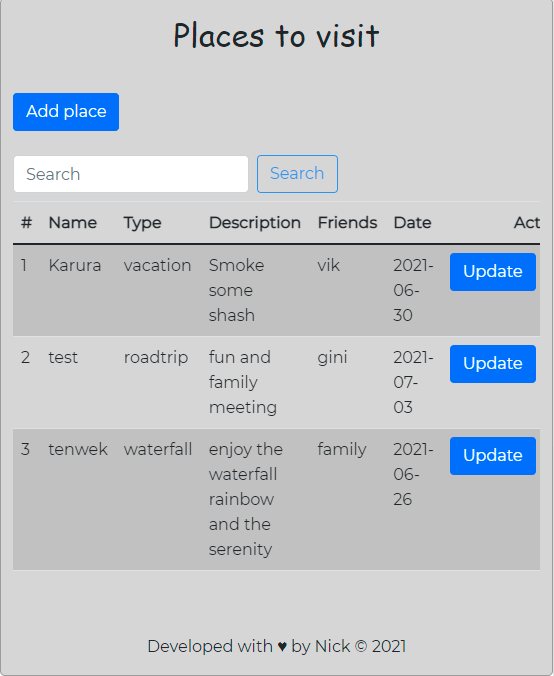 Places to visit
Add place
Search Search
# Name Type Description Friends Date Act
1 Karura vacation Smoke vik 2021- Update
some 06-
shash 30
2 test roadtrip fun and gini 2021- Update
family 07-
meeting 03
3 tenwek waterfall enjoy the family 2021- Update
waterfall 06-
rainbow 26
and the
serenity
Developed with ♥ by Nick © 2021